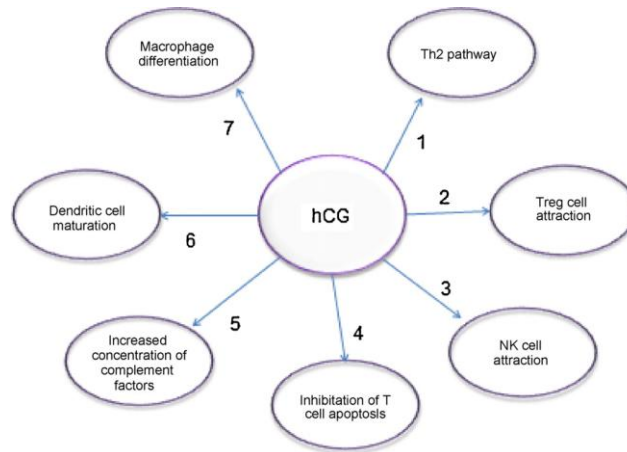 Macrophage
differentiation
Th2 pathway
7
1
Dendritic cell
maturation
6
hCG
2
Treg cell
attraction
5
4
3
Increased
concentration of
complement
factors
NK cell
attraction
Inhibitation of T
cell apoptosls